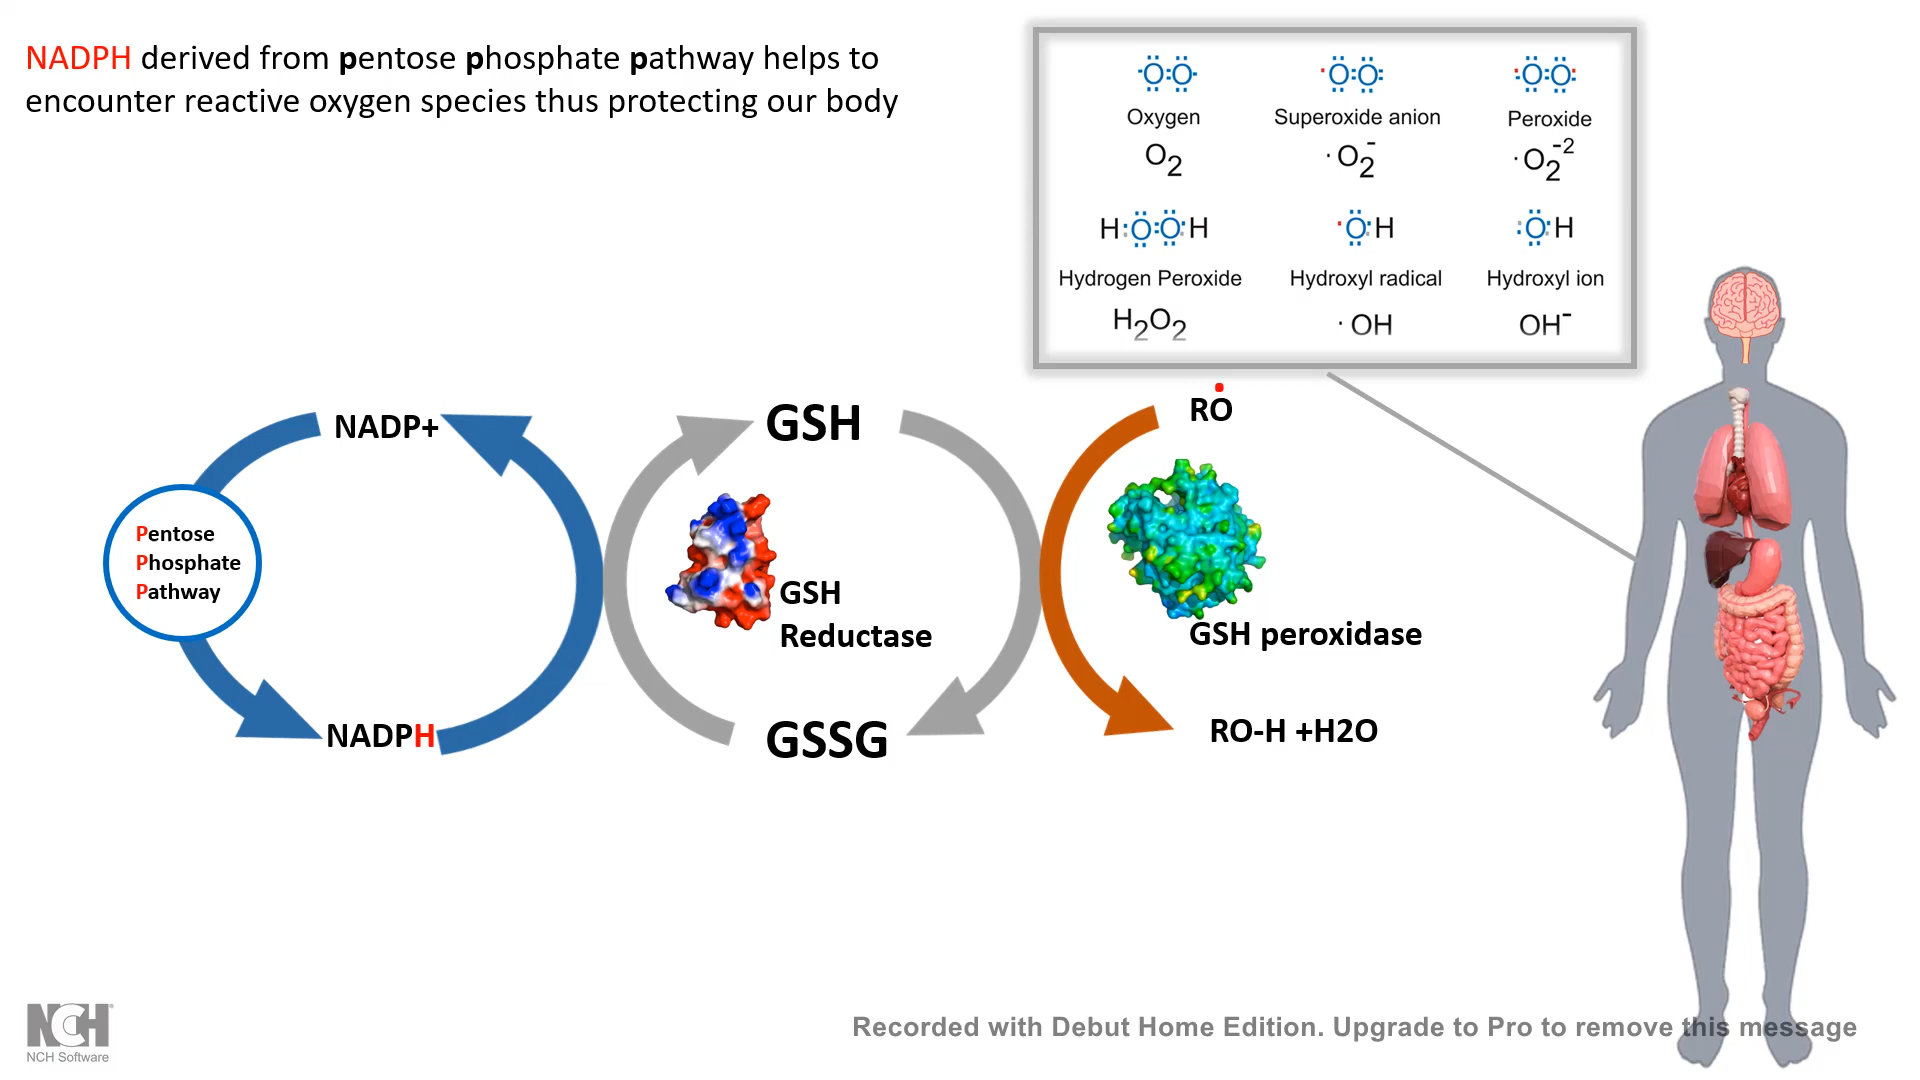 NADPH derived from pentose phosphate pathway helps to
encounter reactive oxygen species thus protecting our body
·O:O·
·O:O:
:O:O:
Oxygen
Superoxide anion
Peroxide
O2
·O2-
·O2-2
H:O:O:H
·O:H
:O:H
Hydrogen Peroxide
Hydroxyl radical
Hydroxyl ion
H2O2
·OH
OH-
NADP+
GSH
RO
Pentose
Phosphate
Pathway
GSH
Reductase
GSH peroxidase
NADPH
GSSG
RO-H +H2O
NCH
NCH Software
Recorded with Debut Home Edition. Upgrade to Pro to remove this message